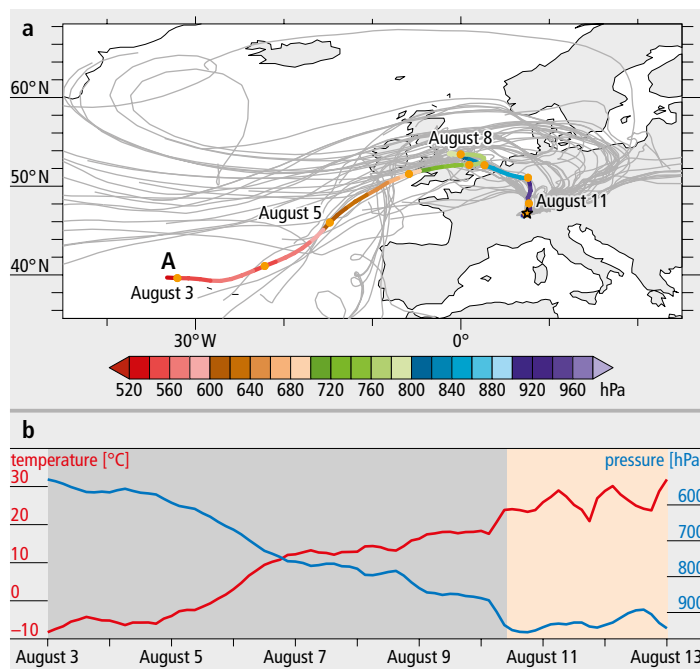 a
60° N
50° N
40° N
August 8
August 5
August 11
A
August 3
30° W
0°
520 560 600 640 680 720 760 800 840 880 920 960 hPa
b
temperature [°C]
pressure [hPa
30
20
10
0
−10
600
700
800
900
August 3 August 5 August 7 August 9 August 11 August 13